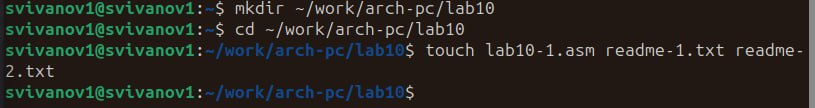 svivanov1@svivanov1:~$ mkdir ~/work/arch-pc/lab10
svivanov1@svivanov1:~$ cd ~/work/arch-pc/lab10
svivanov1@svivanov1:~/work/arch-pc/lab10$ touch lab10-1.asm readme-1.txt readme-
2.txt
svivanov1@svivanov1:~/work/arch-pc/lab10$